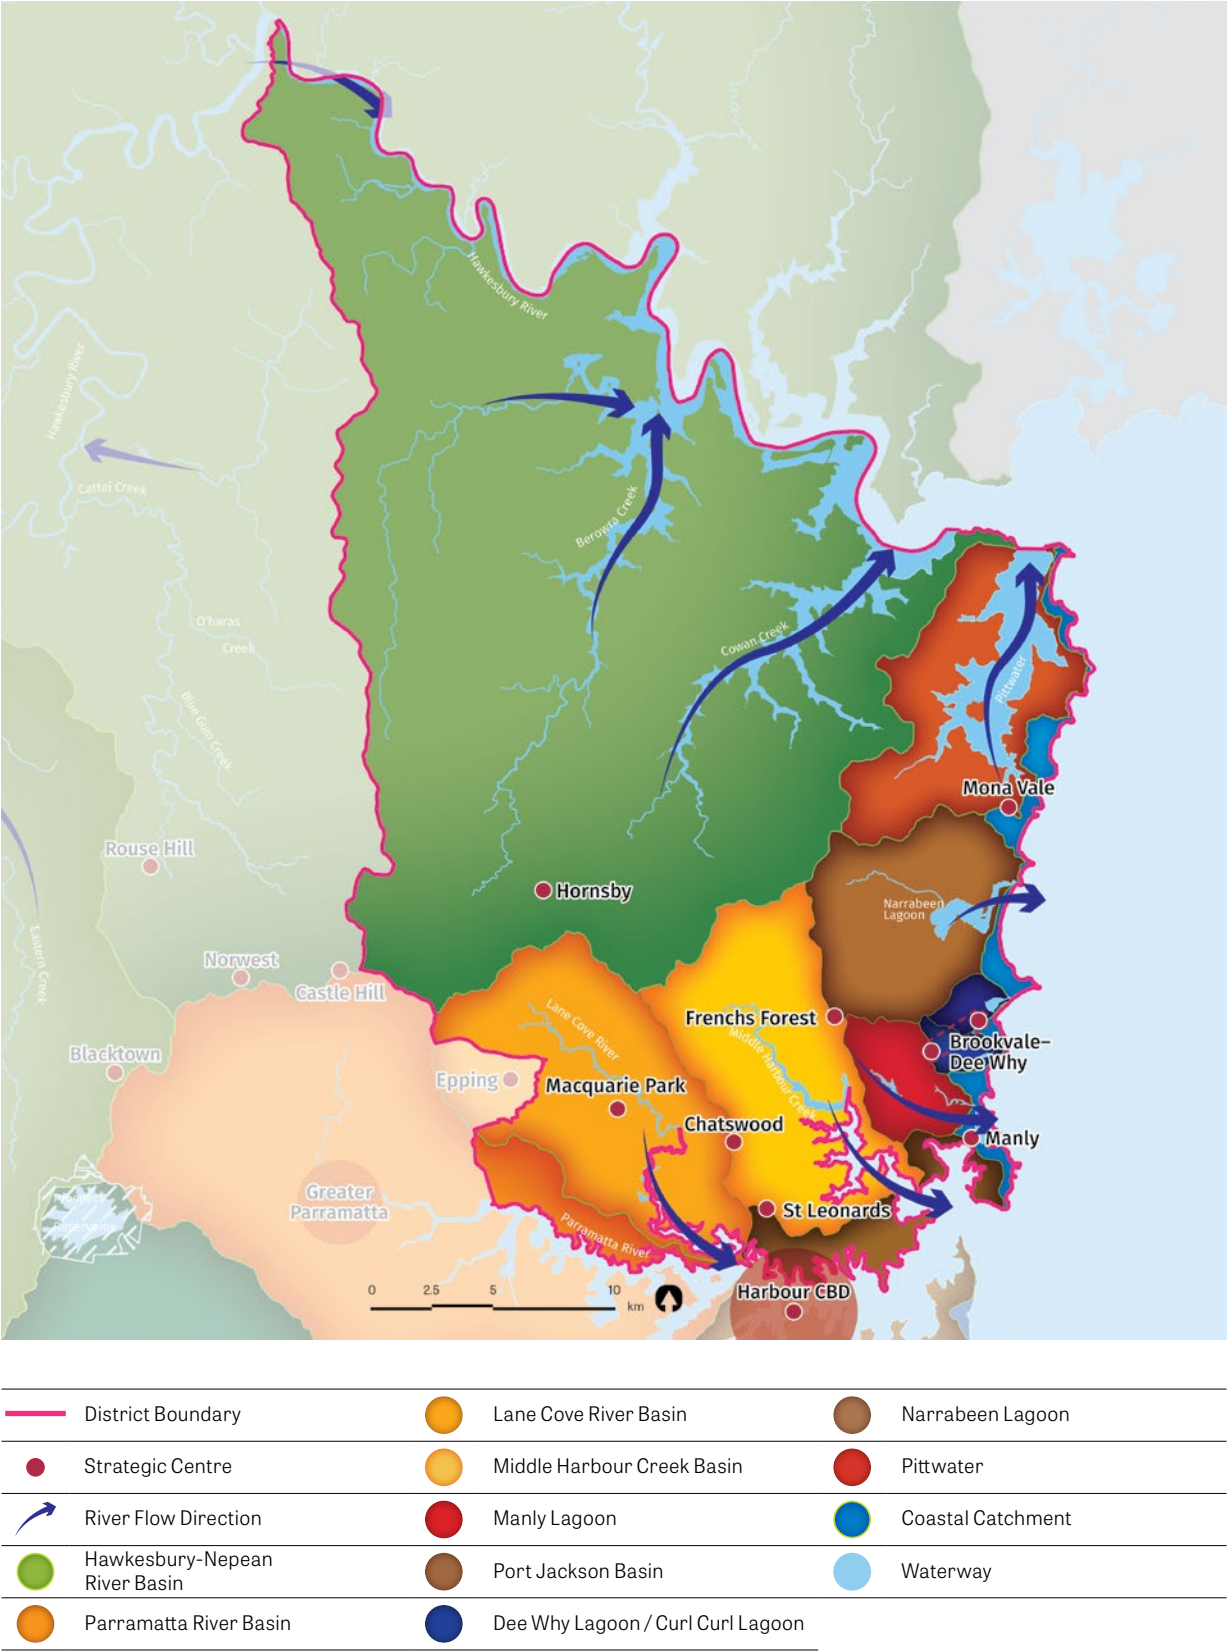 Hawkesbury River
Hawkesbury River
Cattai Creek
Berowra Creek
O'haras
Creek
Cowan Creek
Pittwater
Blue Gum Creek
Mona Vale
Rouse Hill
Hornsby
Narrabeen
Lagoon
Eastern Creek
Norwest
Castle Hill
Lane Cove River
Frenchs Forest
Middle Harbour Creek
Brookvale–
Dee Why
Blacktown
Epping
Macquarie Park
Chatswood
Manly
Prospect
Reservoir
Greater
Parramatta
St Leonards
Parramatta River
Harbour CBD
0 2.5 5 10
km
District Boundary
Lane Cove River Basin
Narrabeen Lagoon
Strategic Centre
Middle Harbour Creek Basin
Pittwater
River Flow Direction
Manly Lagoon
Coastal Catchment
Hawkesbury-Nepean
River Basin
Port Jackson Basin
Waterway
Parramatta River Basin
Dee Why Lagoon / Curl Curl Lagoon